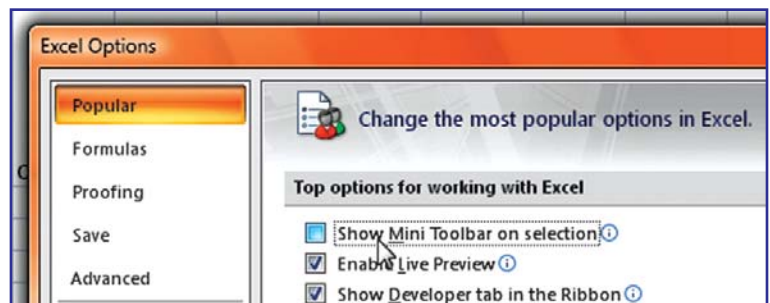 Excel Options
Popular
Formulas
Proofing
Save
Advanced
Change the most popular options in Excel.
Top options for working with Excel
Show Mini Toolbar on selection
Enable Live Preview
Show Developer tab in the Ribbon